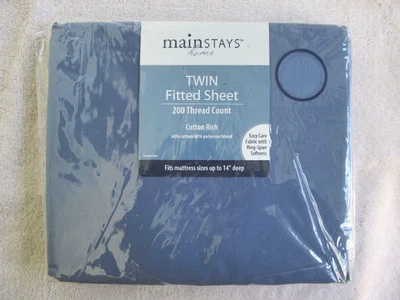 mainSTAYS™
home
TWIN
Fitted Sheet
200 Thread Count
Cotton Rich
60% cotton/40% polyester blend
Easy Care
Fabric with
Ring-Spun
Softness
Fits mattress sizes up to 14" deep